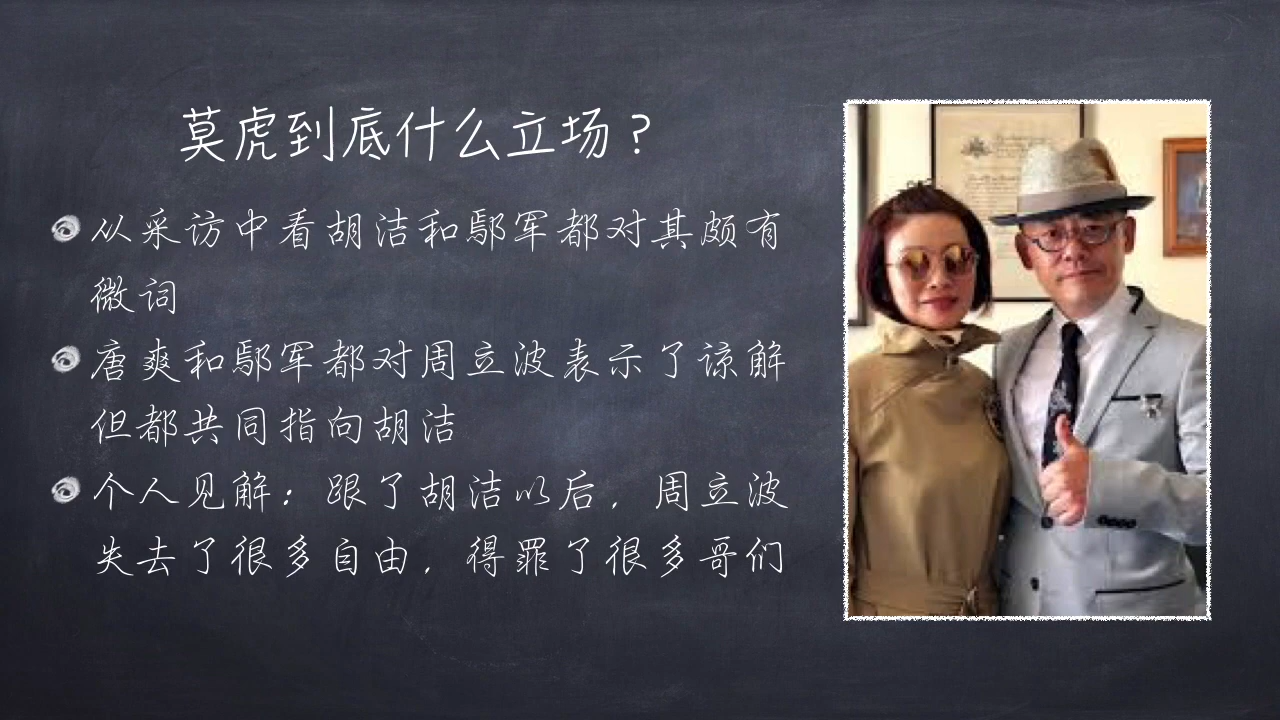 莫虎到底什么立场？
从采访中看胡洁和鄢军都对其颇有
微词
唐爽和鄢军都对周立波表示了谅解
但都共同指向胡洁
个人见解：跟了胡洁以后，周立波
失去了很多自由，得罪了很多哥们